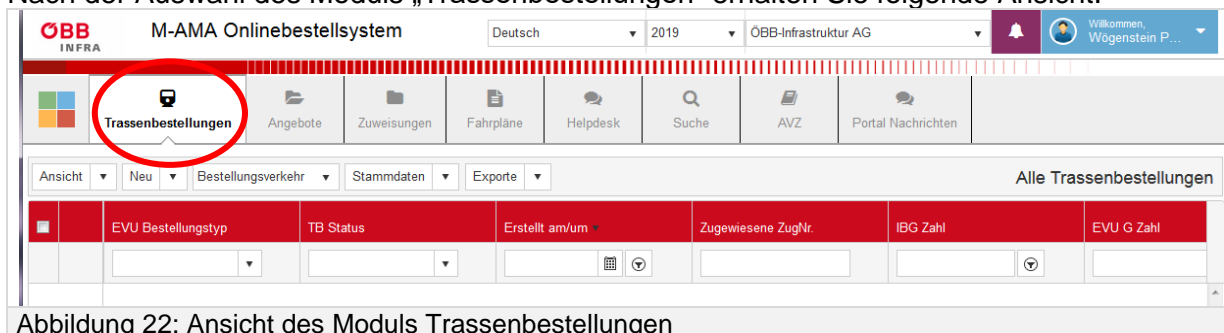 Nach der Auswahl des Moduls „Trassenbestellungen“ erhalten Sie folgende Ansicht:
ÖBB INFRA M-AMA Onlinebestellsystem Deutsch 2019 ÖBB-Infrastruktur AG Willkommen, Wögenstein P...
Trassenbestellungen Angebote Zuweisungen Fahrpläne Helpdesk Suche AVZ Portal Nachrichten
Ansicht Neu Bestellungsverkehr Stammdaten Exporte Alle Trassenbestellungen
EVU Bestellungstyp TB Status Erstellt am/um Zugewiesene ZugNr. IBG Zahl EVU G Zahl
Abbildung 22: Ansicht des Moduls Trassenbestellungen